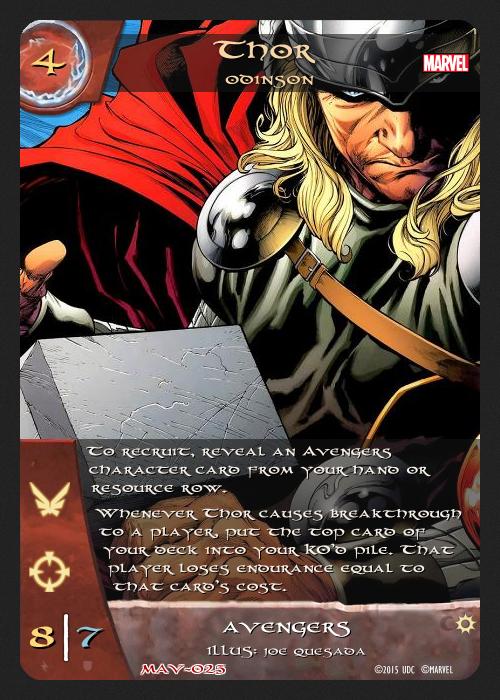 4
Thor
Odinson
MARVEL
To recruit, reveal an Avengers
character card from your hand or
resource row.
Whenever Thor causes breakthrough
to a player, put the top card of
your deck into your KO'd pile. That
player loses endurance equal to
that card's cost.
8 | 7
Avengers
Illus: Joe Quesada
MAV-025
©2015 UDC ©MARVEL